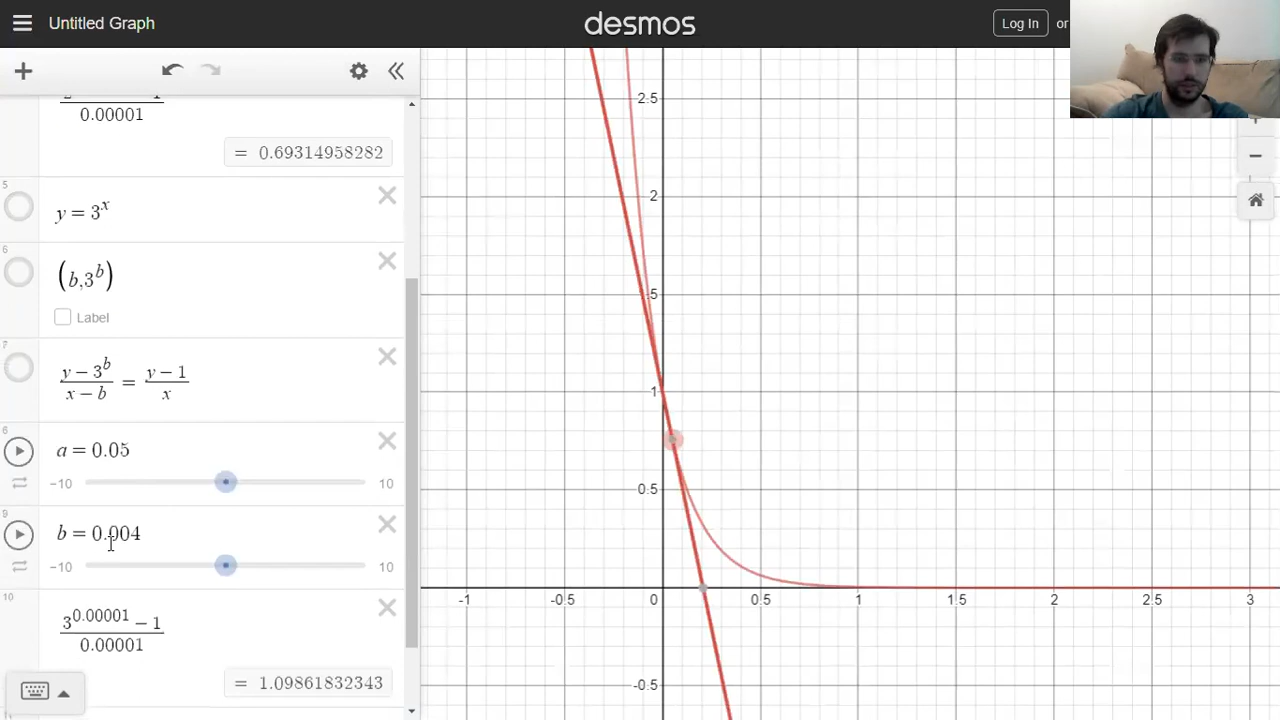 Untitled Graph
desmos
Log In or
0.00001
= 0.69314958282
5
y = 3^x
6
(b,3^b)
Label
7
(y − 3^b)/(x − b) = (y − 1)/x
8
a = 0.05
−10 10
9
b = 0.004
−10 10
10
(3^0.00001 − 1)/0.00001
= 1.09861832343
2.5
2
1.5
1
0.5
-1 -0.5 0 0.5 1 1.5 2 2.5 3
-0.5